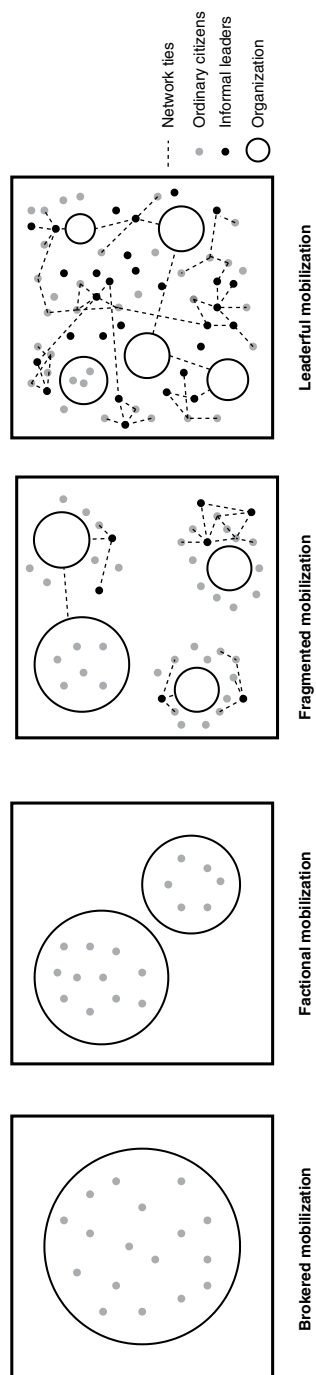 Brokered mobilization
Factional mobilization
Fragmented mobilization
Leaderful mobilization
Network ties
Ordinary citizens
Informal leaders
Organization